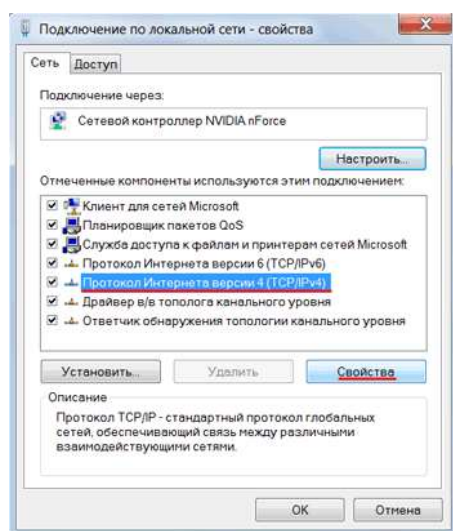 Подключение по локальной сети - свойства
Сеть Доступ
Подключение через:
Сетевой контроллер NVIDIA nForce
Настроить...
Отмеченные компоненты используются этим подключением:
Клиент для сетей Microsoft
Планировщик пакетов QoS
Служба доступа к файлам и принтерам сетей Microsoft
Протокол Интернета версии 6 (TCP/IPv6)
Протокол Интернета версии 4 (TCP/IPv4)
Драйвер в/в тополога канального уровня
Ответчик обнаружения топологии канального уровня
Установить... Удалить Свойства
Описание
Протокол TCP/IP - стандартный протокол глобальных
сетей, обеспечивающий связь между различными
взаимодействующими сетями.
ОК Отмена